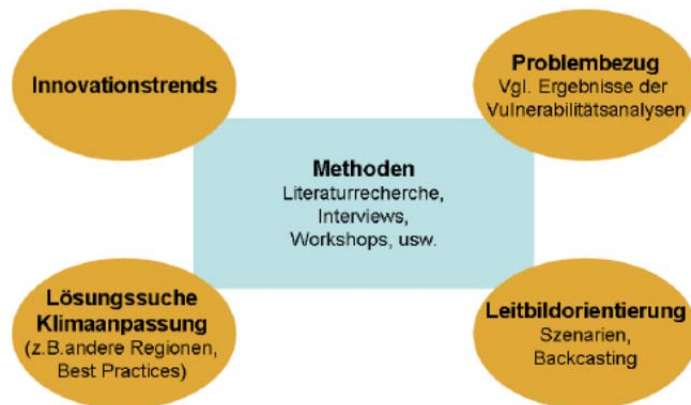 Innovationstrends
Problembezug
Vgl. Ergebnisse der
Vulnerabilitätsanalysen
Methoden
Literaturrecherche,
Interviews,
Workshops, usw.
Lösungssuche
Klimaanpassung
(z.B.andere Regionen,
Best Practices)
Leitbildorientierung
Szenarien,
Backcasting